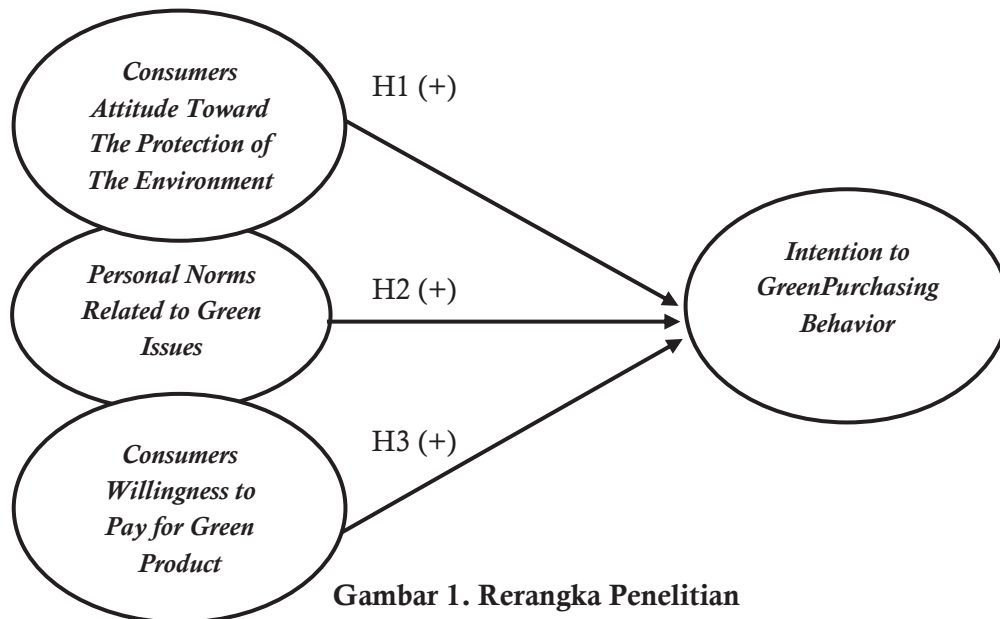 Consumers
Attitude Toward
The Protection of
The Environment
H1 (+)
Personal Norms
Related to Green
Issues
H2 (+)
Consumers
Willingness to
Pay for Green
Product
H3 (+)
Intention to
GreenPurchasing
Behavior
Gambar 1. Rerangka Penelitian